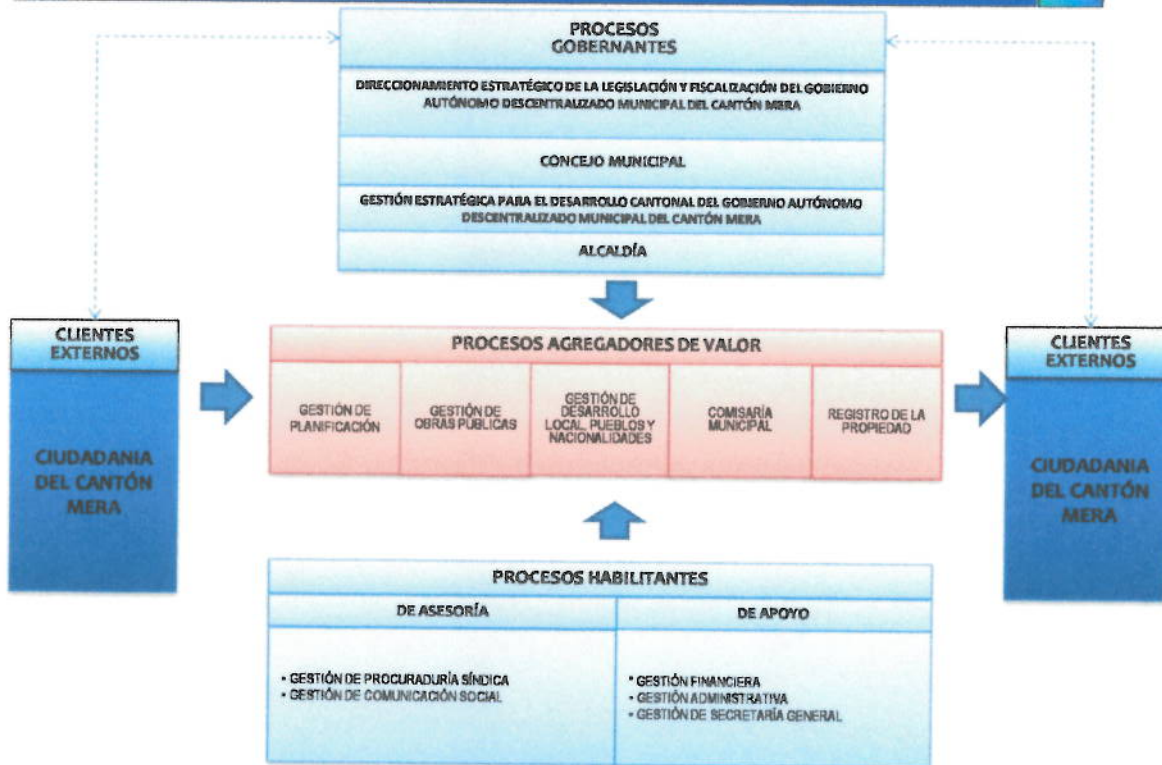 PROCESOS
GOBERNANTES
DIRECCIONAMIENTO ESTRATÉGICO DE LA LEGISLACIÓN Y FISCALIZACIÓN DEL GOBIERNO
AUTÓNOMO DESCENTRALIZADO MUNICIPAL DEL CANTÓN MERA
CONCEJO MUNICIPAL
GESTIÓN ESTRATÉGICA PARA EL DESARROLLO CANTONAL DEL GOBIERNO AUTÓNOMO
DESCENTRALIZADO MUNICIPAL DEL CANTÓN MERA
ALCALDÍA
CLIENTES
EXTERNOS
CIUDADANIA
DEL CANTÓN
MERA
PROCESOS AGREGADORES DE VALOR
GESTIÓN DE
PLANIFICACIÓN
GESTIÓN DE
OBRAS PÚBLICAS
GESTIÓN DE
DESARROLLO
LOCAL, PUEBLOS Y
NACIONALIDADES
COMISARÍA
MUNICIPAL
REGISTRO DE LA
PROPIEDAD
CLIENTES
EXTERNOS
CIUDADANIA
DEL CANTÓN
MERA
PROCESOS HABILITANTES
DE ASESORÍA
• GESTIÓN DE PROCURADURÍA SÍNDICA
• GESTIÓN DE COMUNICACIÓN SOCIAL
DE APOYO
• GESTIÓN FINANCIERA
• GESTIÓN ADMINISTRATIVA
• GESTIÓN DE SECRETARÍA GENERAL